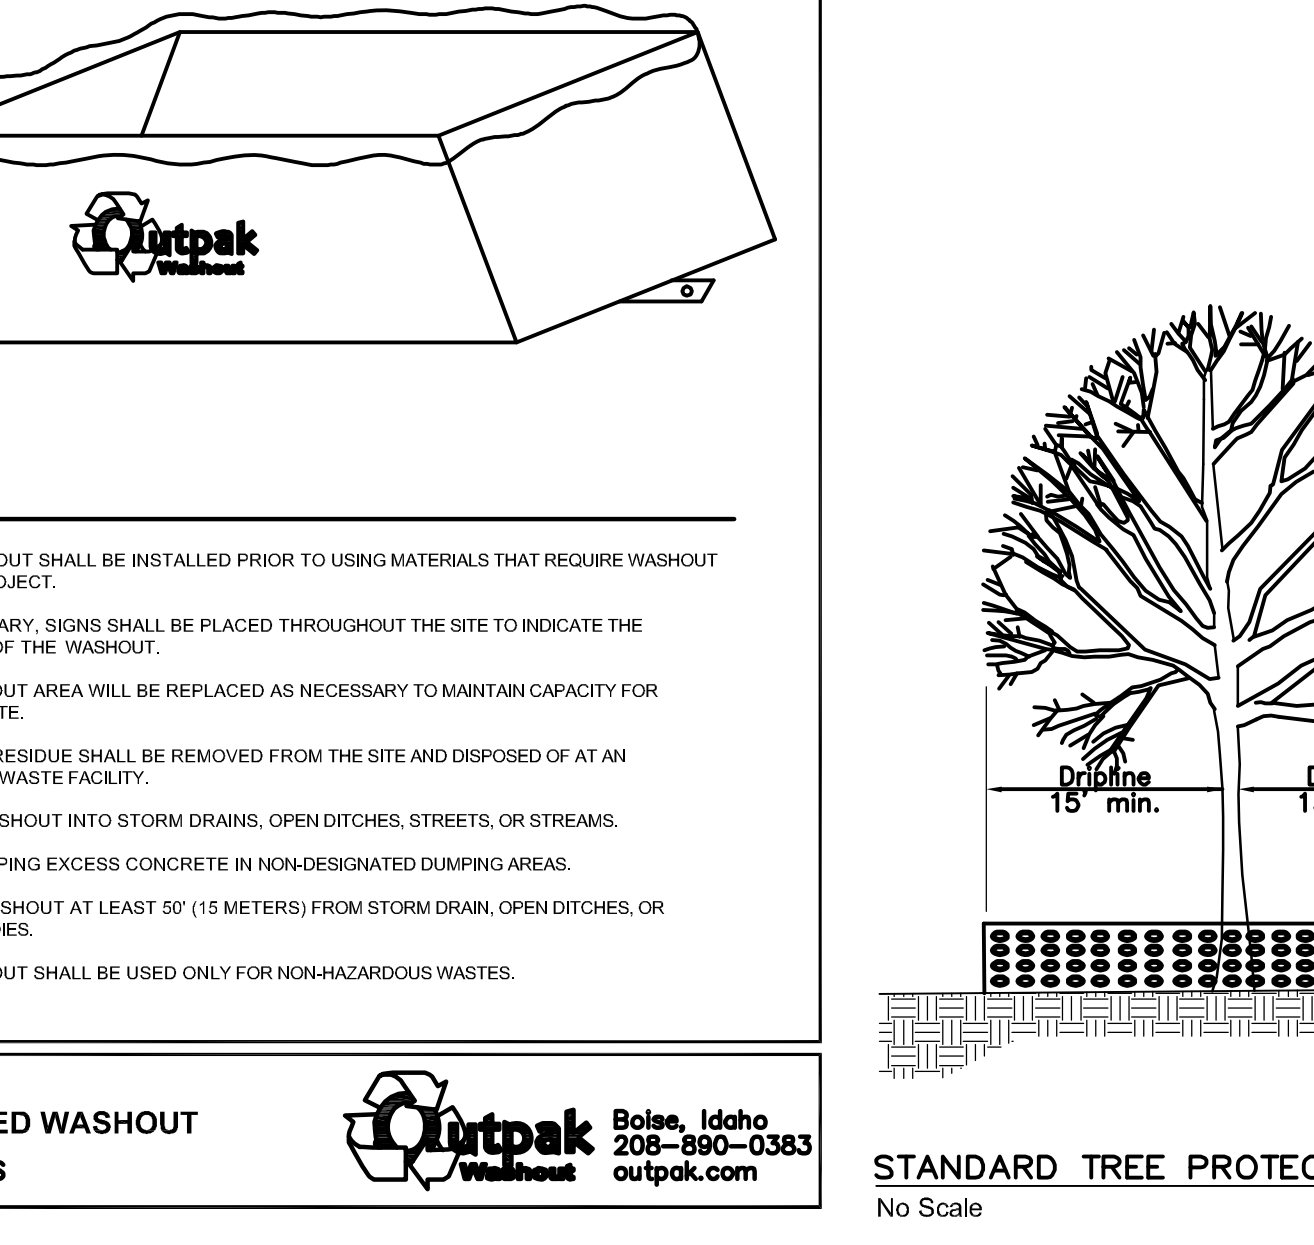 Outpak
Washout
OUT SHALL BE INSTALLED PRIOR TO USING MATERIALS THAT REQUIRE WASHOUT
OJECT.
ARY, SIGNS SHALL BE PLACED THROUGHOUT THE SITE TO INDICATE THE
OF THE WASHOUT.
OUT AREA WILL BE REPLACED AS NECESSARY TO MAINTAIN CAPACITY FOR
TE.
RESIDUE SHALL BE REMOVED FROM THE SITE AND DISPOSED OF AT AN
WASTE FACILITY.
SHOUT INTO STORM DRAINS, OPEN DITCHES, STREETS, OR STREAMS.
PING EXCESS CONCRETE IN NON-DESIGNATED DUMPING AREAS.
SHOUT AT LEAST 50' (15 METERS) FROM STORM DRAIN, OPEN DITCHES, OR
IES.
OUT SHALL BE USED ONLY FOR NON-HAZARDOUS WASTES.
ED WASHOUT
S
Outpak
Washout
Boise, Idaho
208-890-0383
outpak.com
Dripline
15' min.
STANDARD TREE PROTEC
No Scale